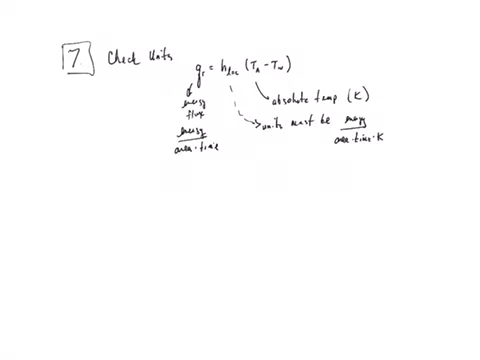 7. Check Units
q_r = h_loc (T_A - T_w)
energy flux
absolute temp (K)
energy / area · time
units must be energy / area · time · K